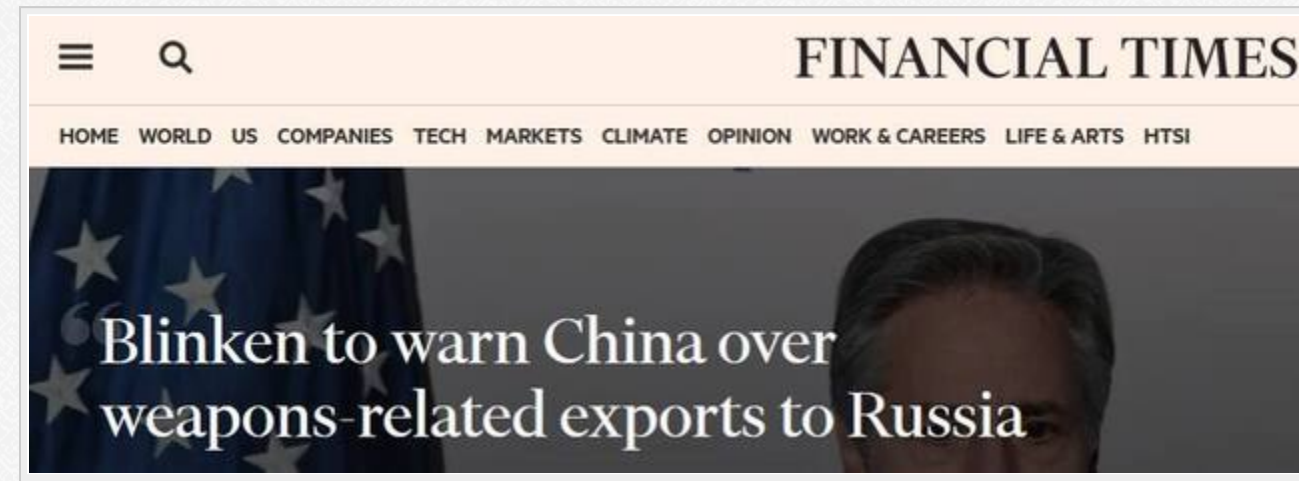 FINANCIAL TIMES
HOME WORLD US COMPANIES TECH MARKETS CLIMATE OPINION WORK & CAREERS LIFE & ARTS HTSI
“Blinken to warn China over
weapons-related exports to Russia